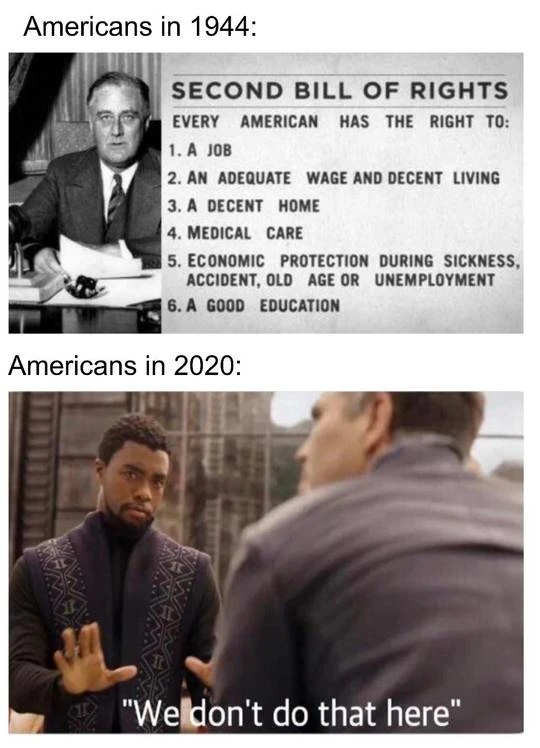 Americans in 1944:
SECOND BILL OF RIGHTS
EVERY AMERICAN HAS THE RIGHT TO:
1. A JOB
2. AN ADEQUATE WAGE AND DECENT LIVING
3. A DECENT HOME
4. MEDICAL CARE
5. ECONOMIC PROTECTION DURING SICKNESS,
ACCIDENT, OLD AGE OR UNEMPLOYMENT
6. A GOOD EDUCATION
Americans in 2020:
"We don't do that here"